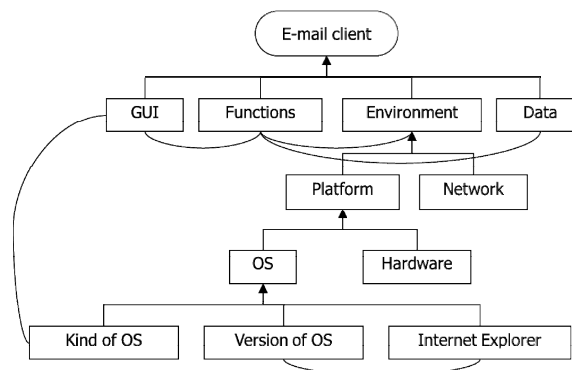 E-mail client
GUI
Functions
Environment
Data
Platform
Network
OS
Hardware
Kind of OS
Version of OS
Internet Explorer